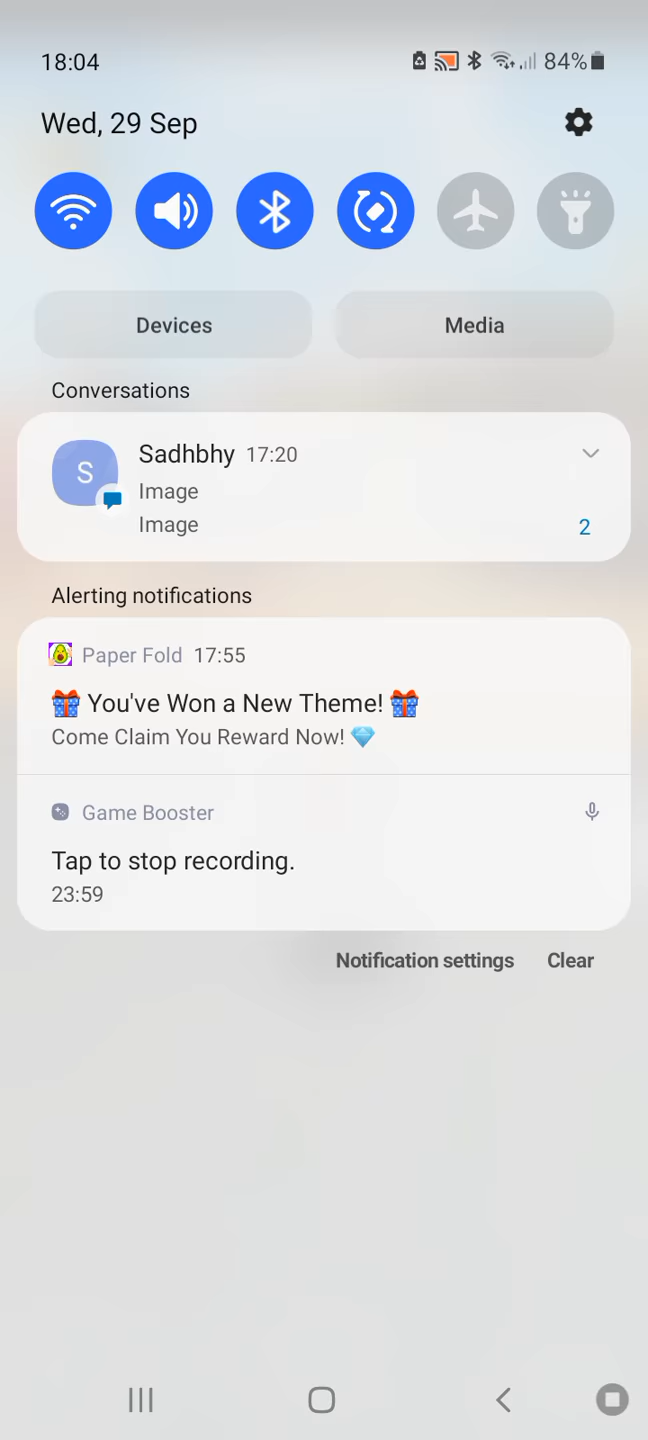 18:04
84%
Wed, 29 Sep
Devices
Media
Conversations
S
Sadhbhy 17:20
Image
Image
2
Alerting notifications
Paper Fold 17:55
🎁 You've Won a New Theme! 🎁
Come Claim You Reward Now! 💎
Game Booster
Tap to stop recording.
23:59
Notification settings
Clear